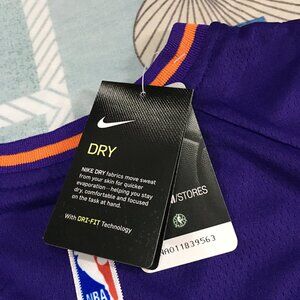 DRY
NIKE DRY fabrics move sweat
from your skin for quicker
evaporation—helping you stay
dry, comfortable and focused
on the task at hand.
With DRI-FIT Technology
/STORES
AA011839563
NBA